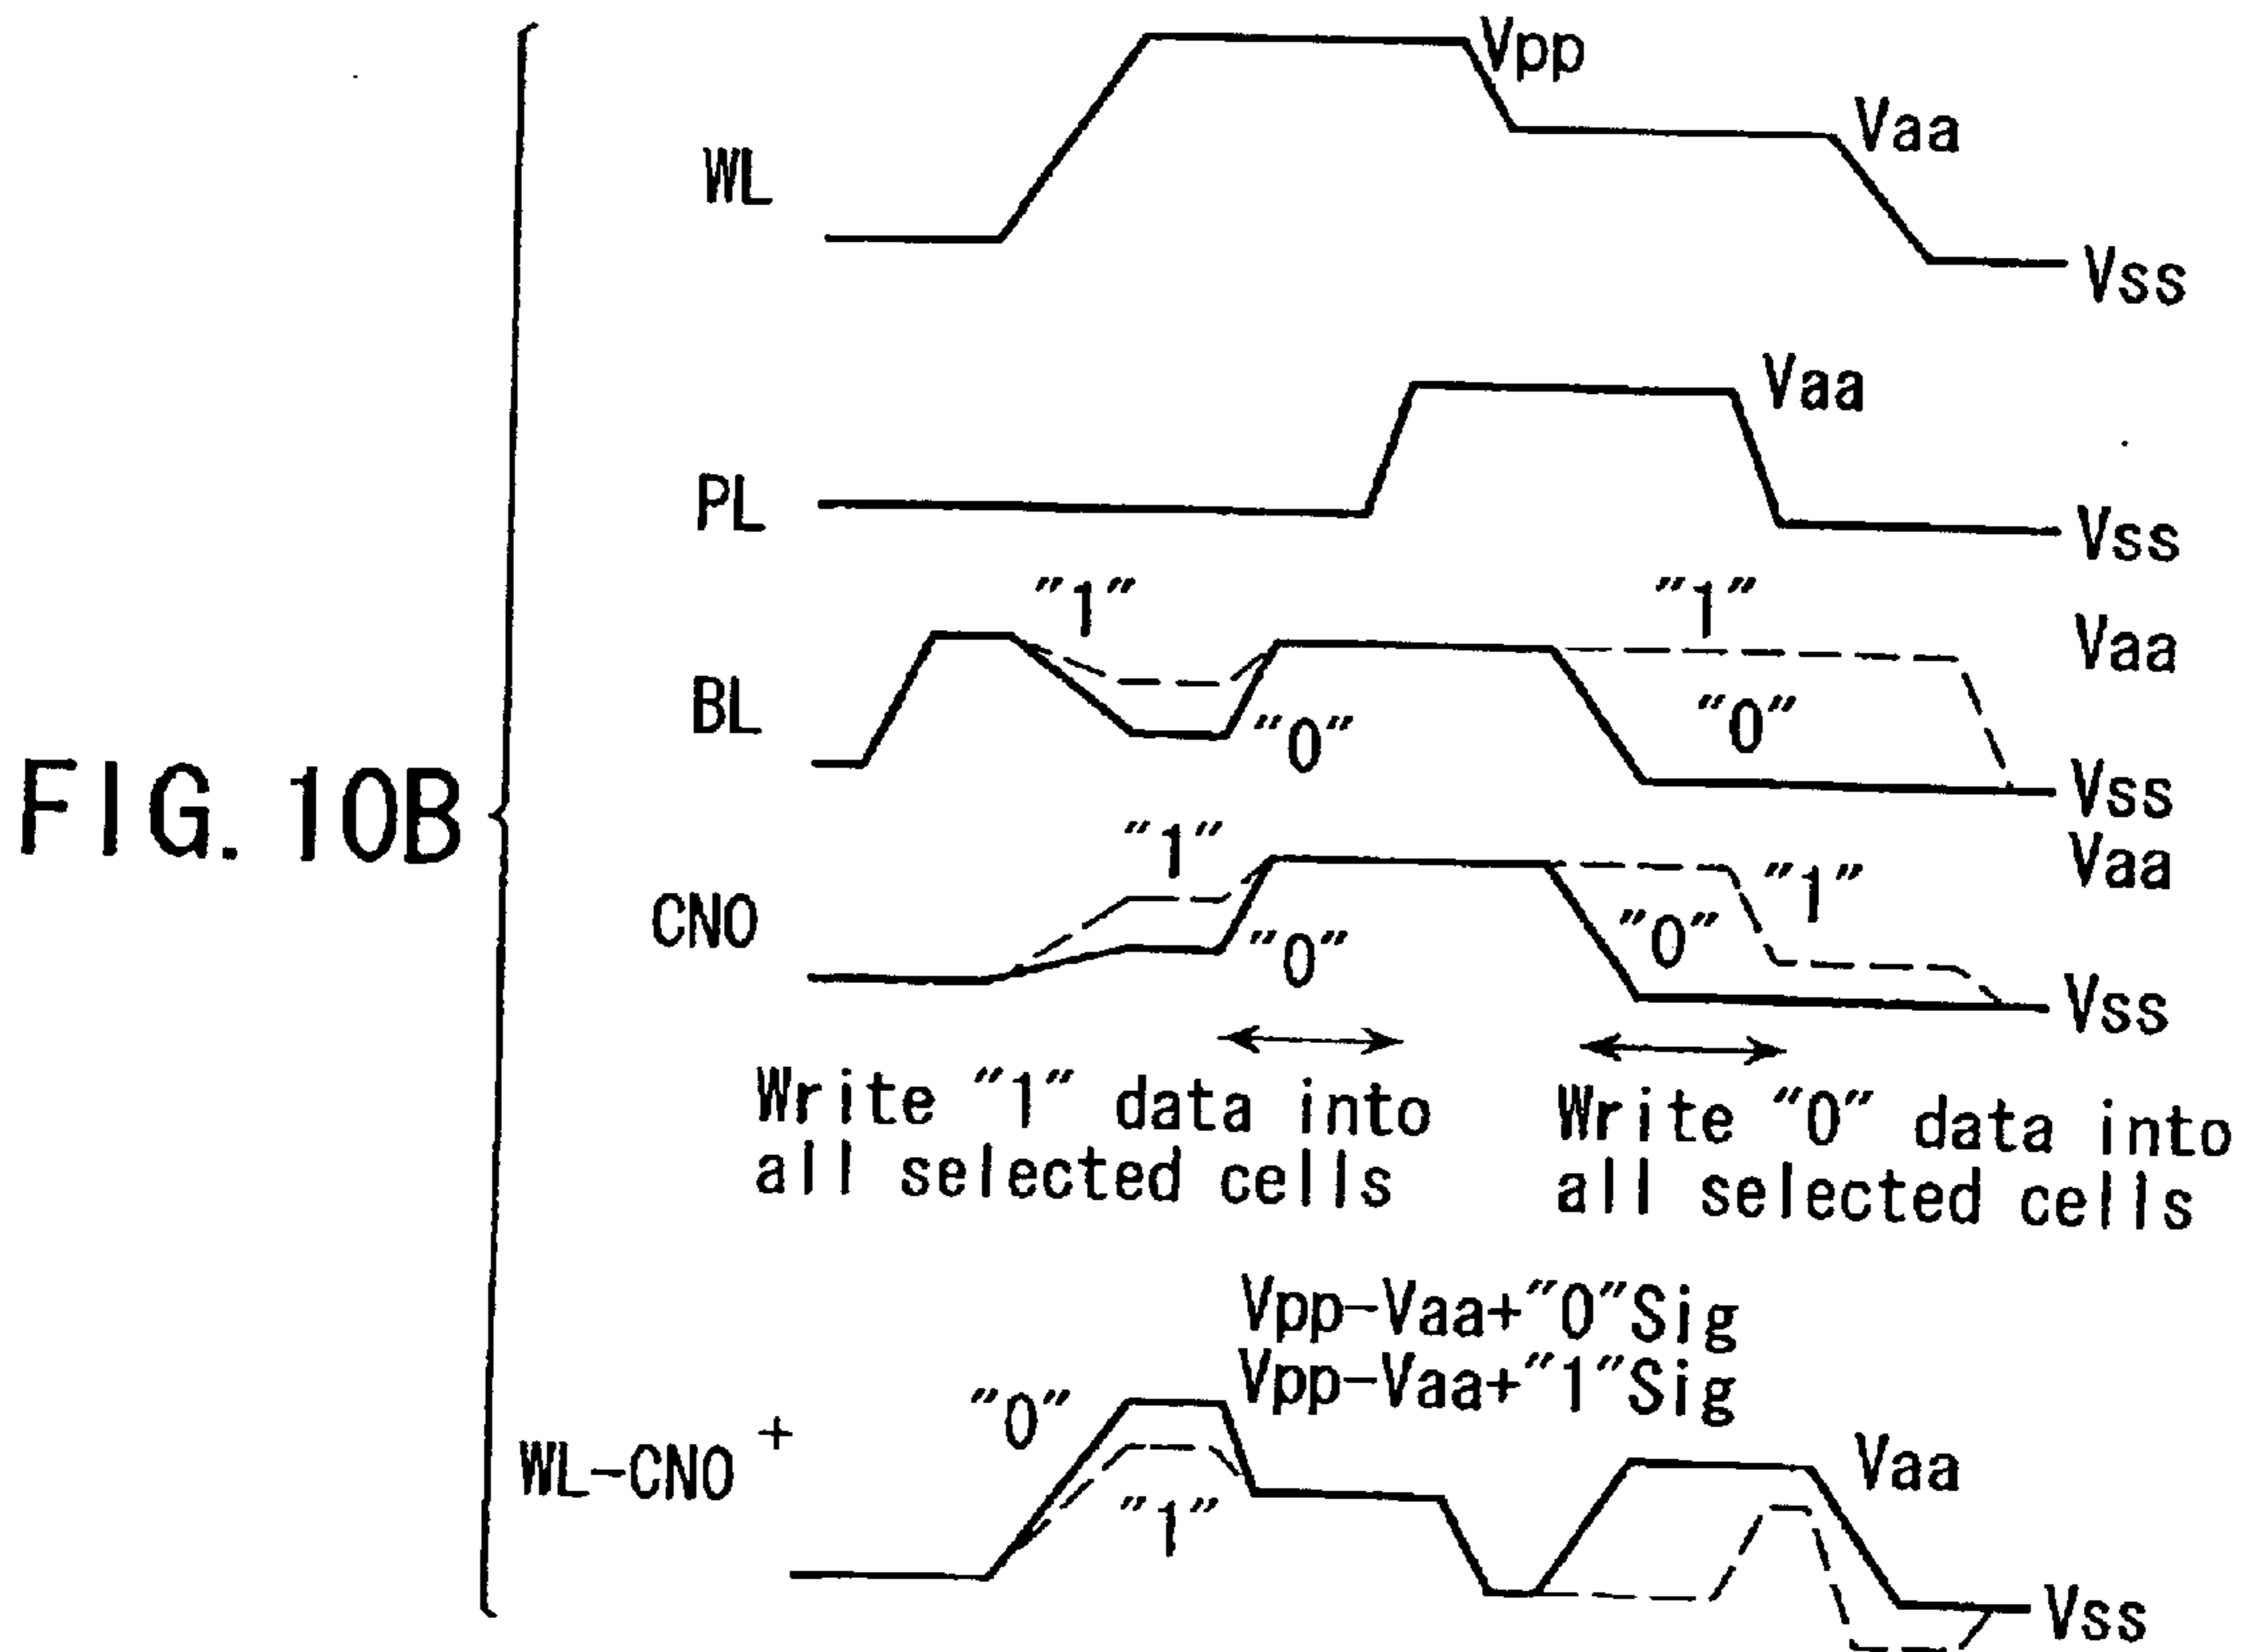 FIG. 10B
WL
Vpp
Vaa
Vss
PL
Vaa
Vss
BL
"1"
"0"
"1"
"0"
Vaa
Vss
CNO
"1"
"0"
"1"
"0"
Vaa
Vss
Write "1" data into
all selected cells
Write "0" data into
all selected cells
Vpp-Vaa+"0"Sig
Vpp-Vaa+"1"Sig
WL-CNO +
"0"
"1"
Vaa
Vss